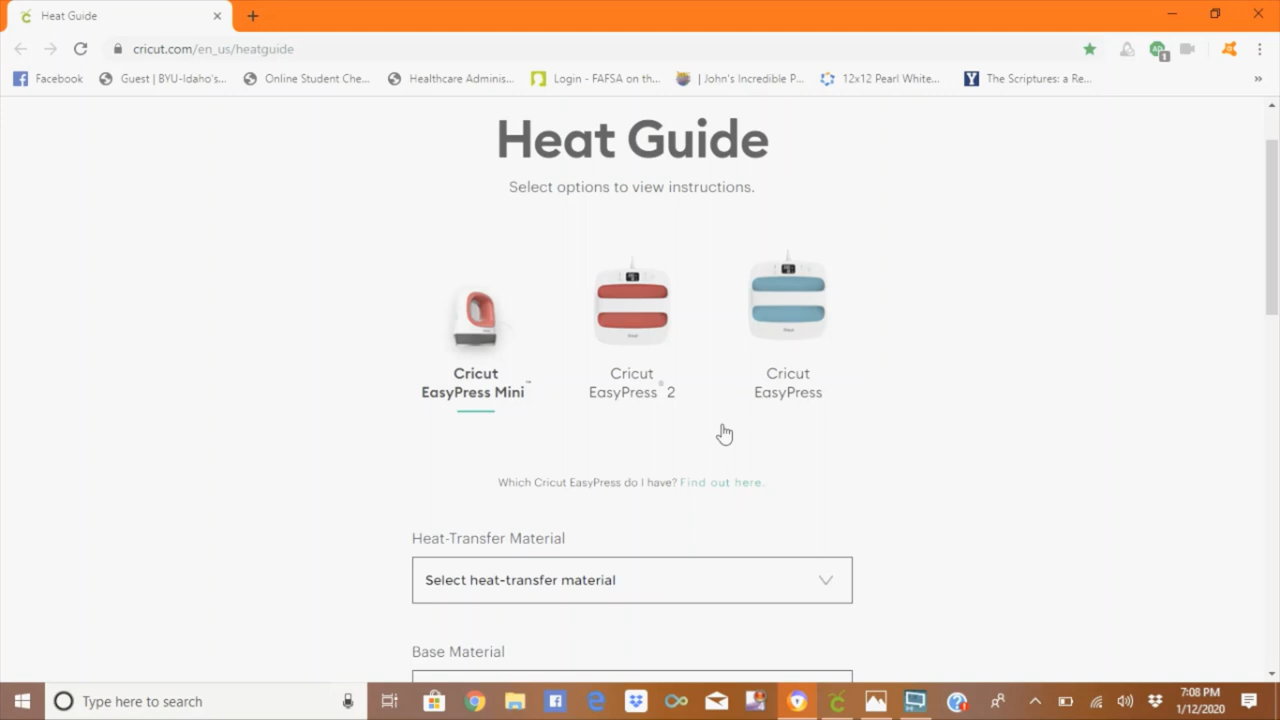 Heat Guide
cricut.com/en_us/heatguide
1
Facebook
Guest | BYU-Idaho's...
Online Student Che...
Healthcare Adminis...
Login - FAFSA on th...
| John's Incredible P...
12x12 Pearl White...
Y The Scriptures: a Re...
»
Heat Guide
Select options to view instructions.
Cricut
EasyPress Mini™
Cricut
EasyPress® 2
Cricut
EasyPress
Which Cricut EasyPress do I have? Find out here.
Heat-Transfer Material
Select heat-transfer material
Base Material
Type here to search
7:08 PM
1/12/2020